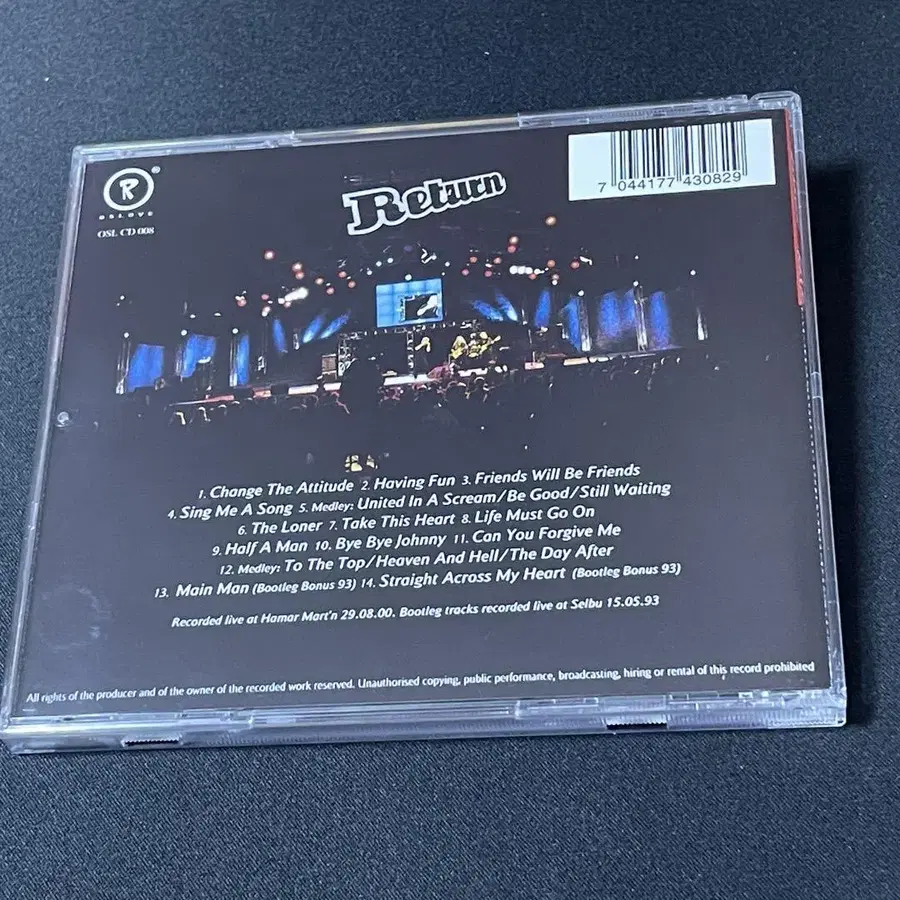 R ®
OSLOVE
OSL CD 008
Return
7 044177 430829
1. Change The Attitude 2. Having Fun 3. Friends Will Be Friends
4. Sing Me A Song 5. Medley: United In A Scream/Be Good/Still Waiting
6. The Loner 7. Take This Heart 8. Life Must Go On
9. Half A Man 10. Bye Bye Johnny 11. Can You Forgive Me
12. Medley: To The Top/Heaven And Hell/The Day After
13. Main Man (Bootleg Bonus 93) 14. Straight Across My Heart (Bootleg Bonus 93)
Recorded live at Hamar Mart'n 29.08.00. Bootleg tracks recorded live at Selbu 15.05.93
All rights of the producer and of the owner of the recorded work reserved. Unauthorised copying, public performance, broadcasting, hiring or rental of this record prohibited